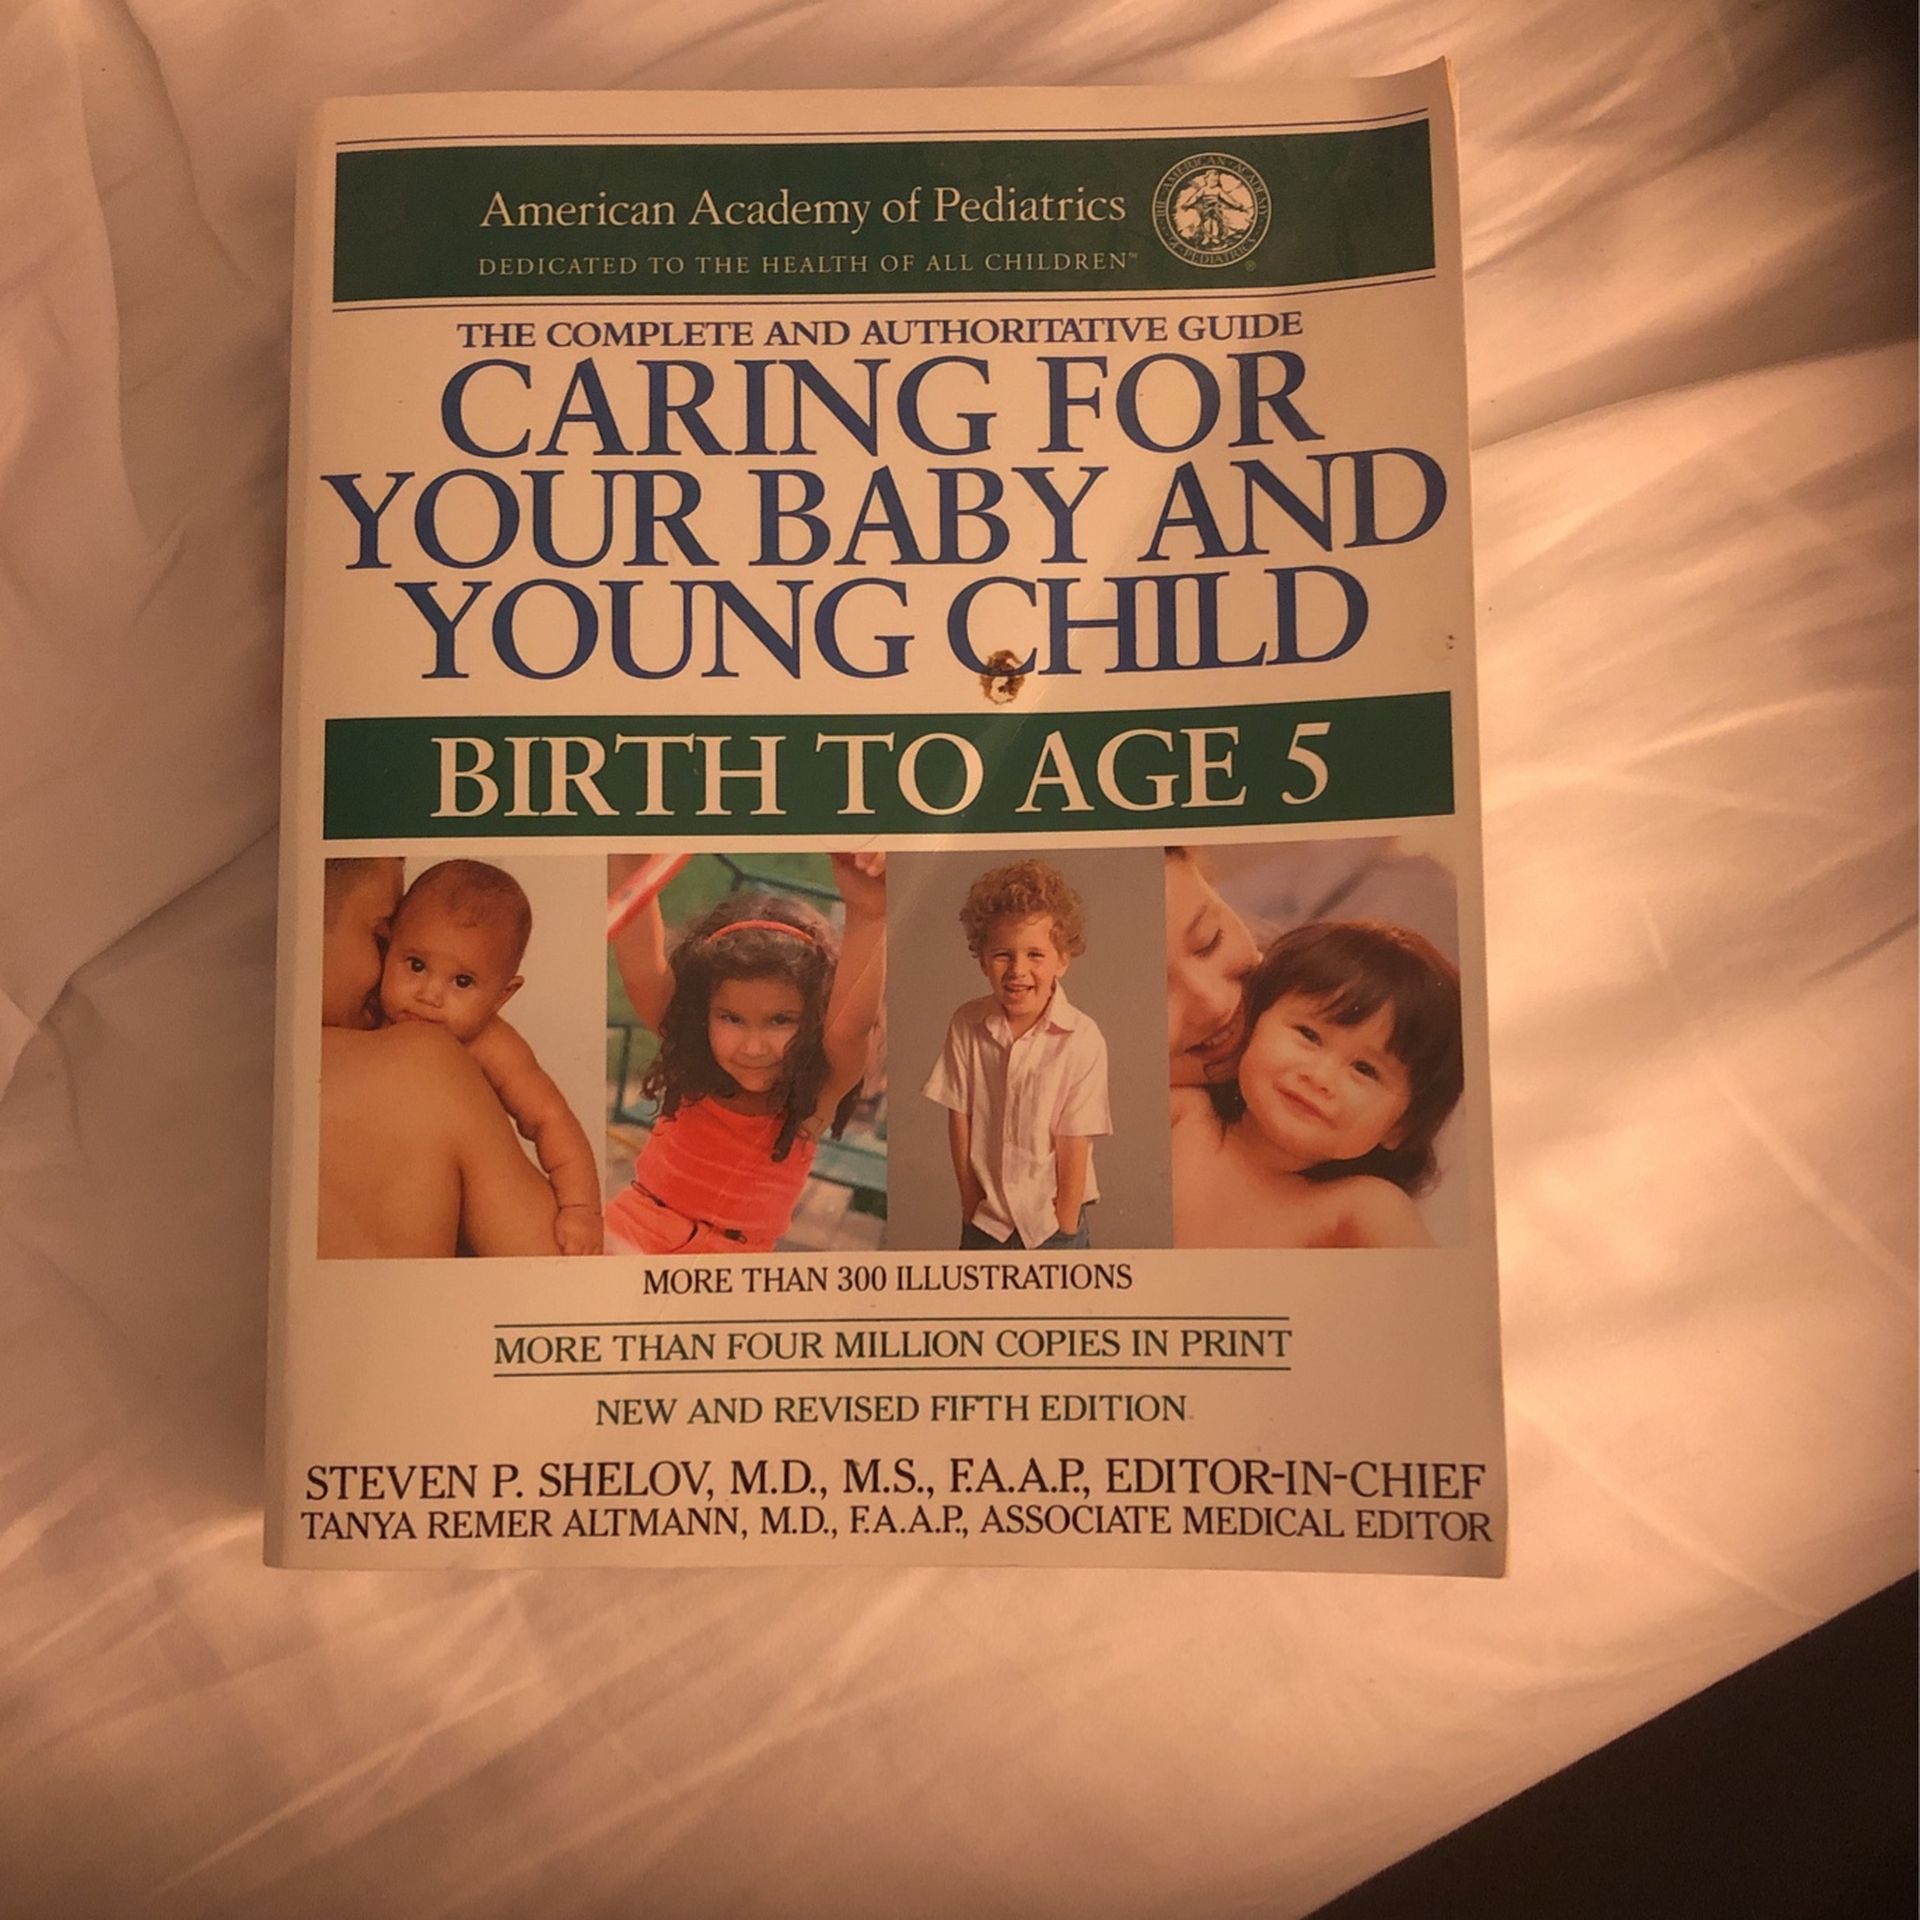 American Academy of Pediatrics
DEDICATED TO THE HEALTH OF ALL CHILDREN™
THE COMPLETE AND AUTHORITATIVE GUIDE
CARING FOR
YOUR BABY AND
YOUNG CHILD
BIRTH TO AGE 5
MORE THAN 300 ILLUSTRATIONS
MORE THAN FOUR MILLION COPIES IN PRINT
NEW AND REVISED FIFTH EDITION
STEVEN P. SHELOV, M.D., M.S., F.A.A.P., EDITOR-IN-CHIEF
TANYA REMER ALTMANN, M.D., F.A.A.P., ASSOCIATE MEDICAL EDITOR